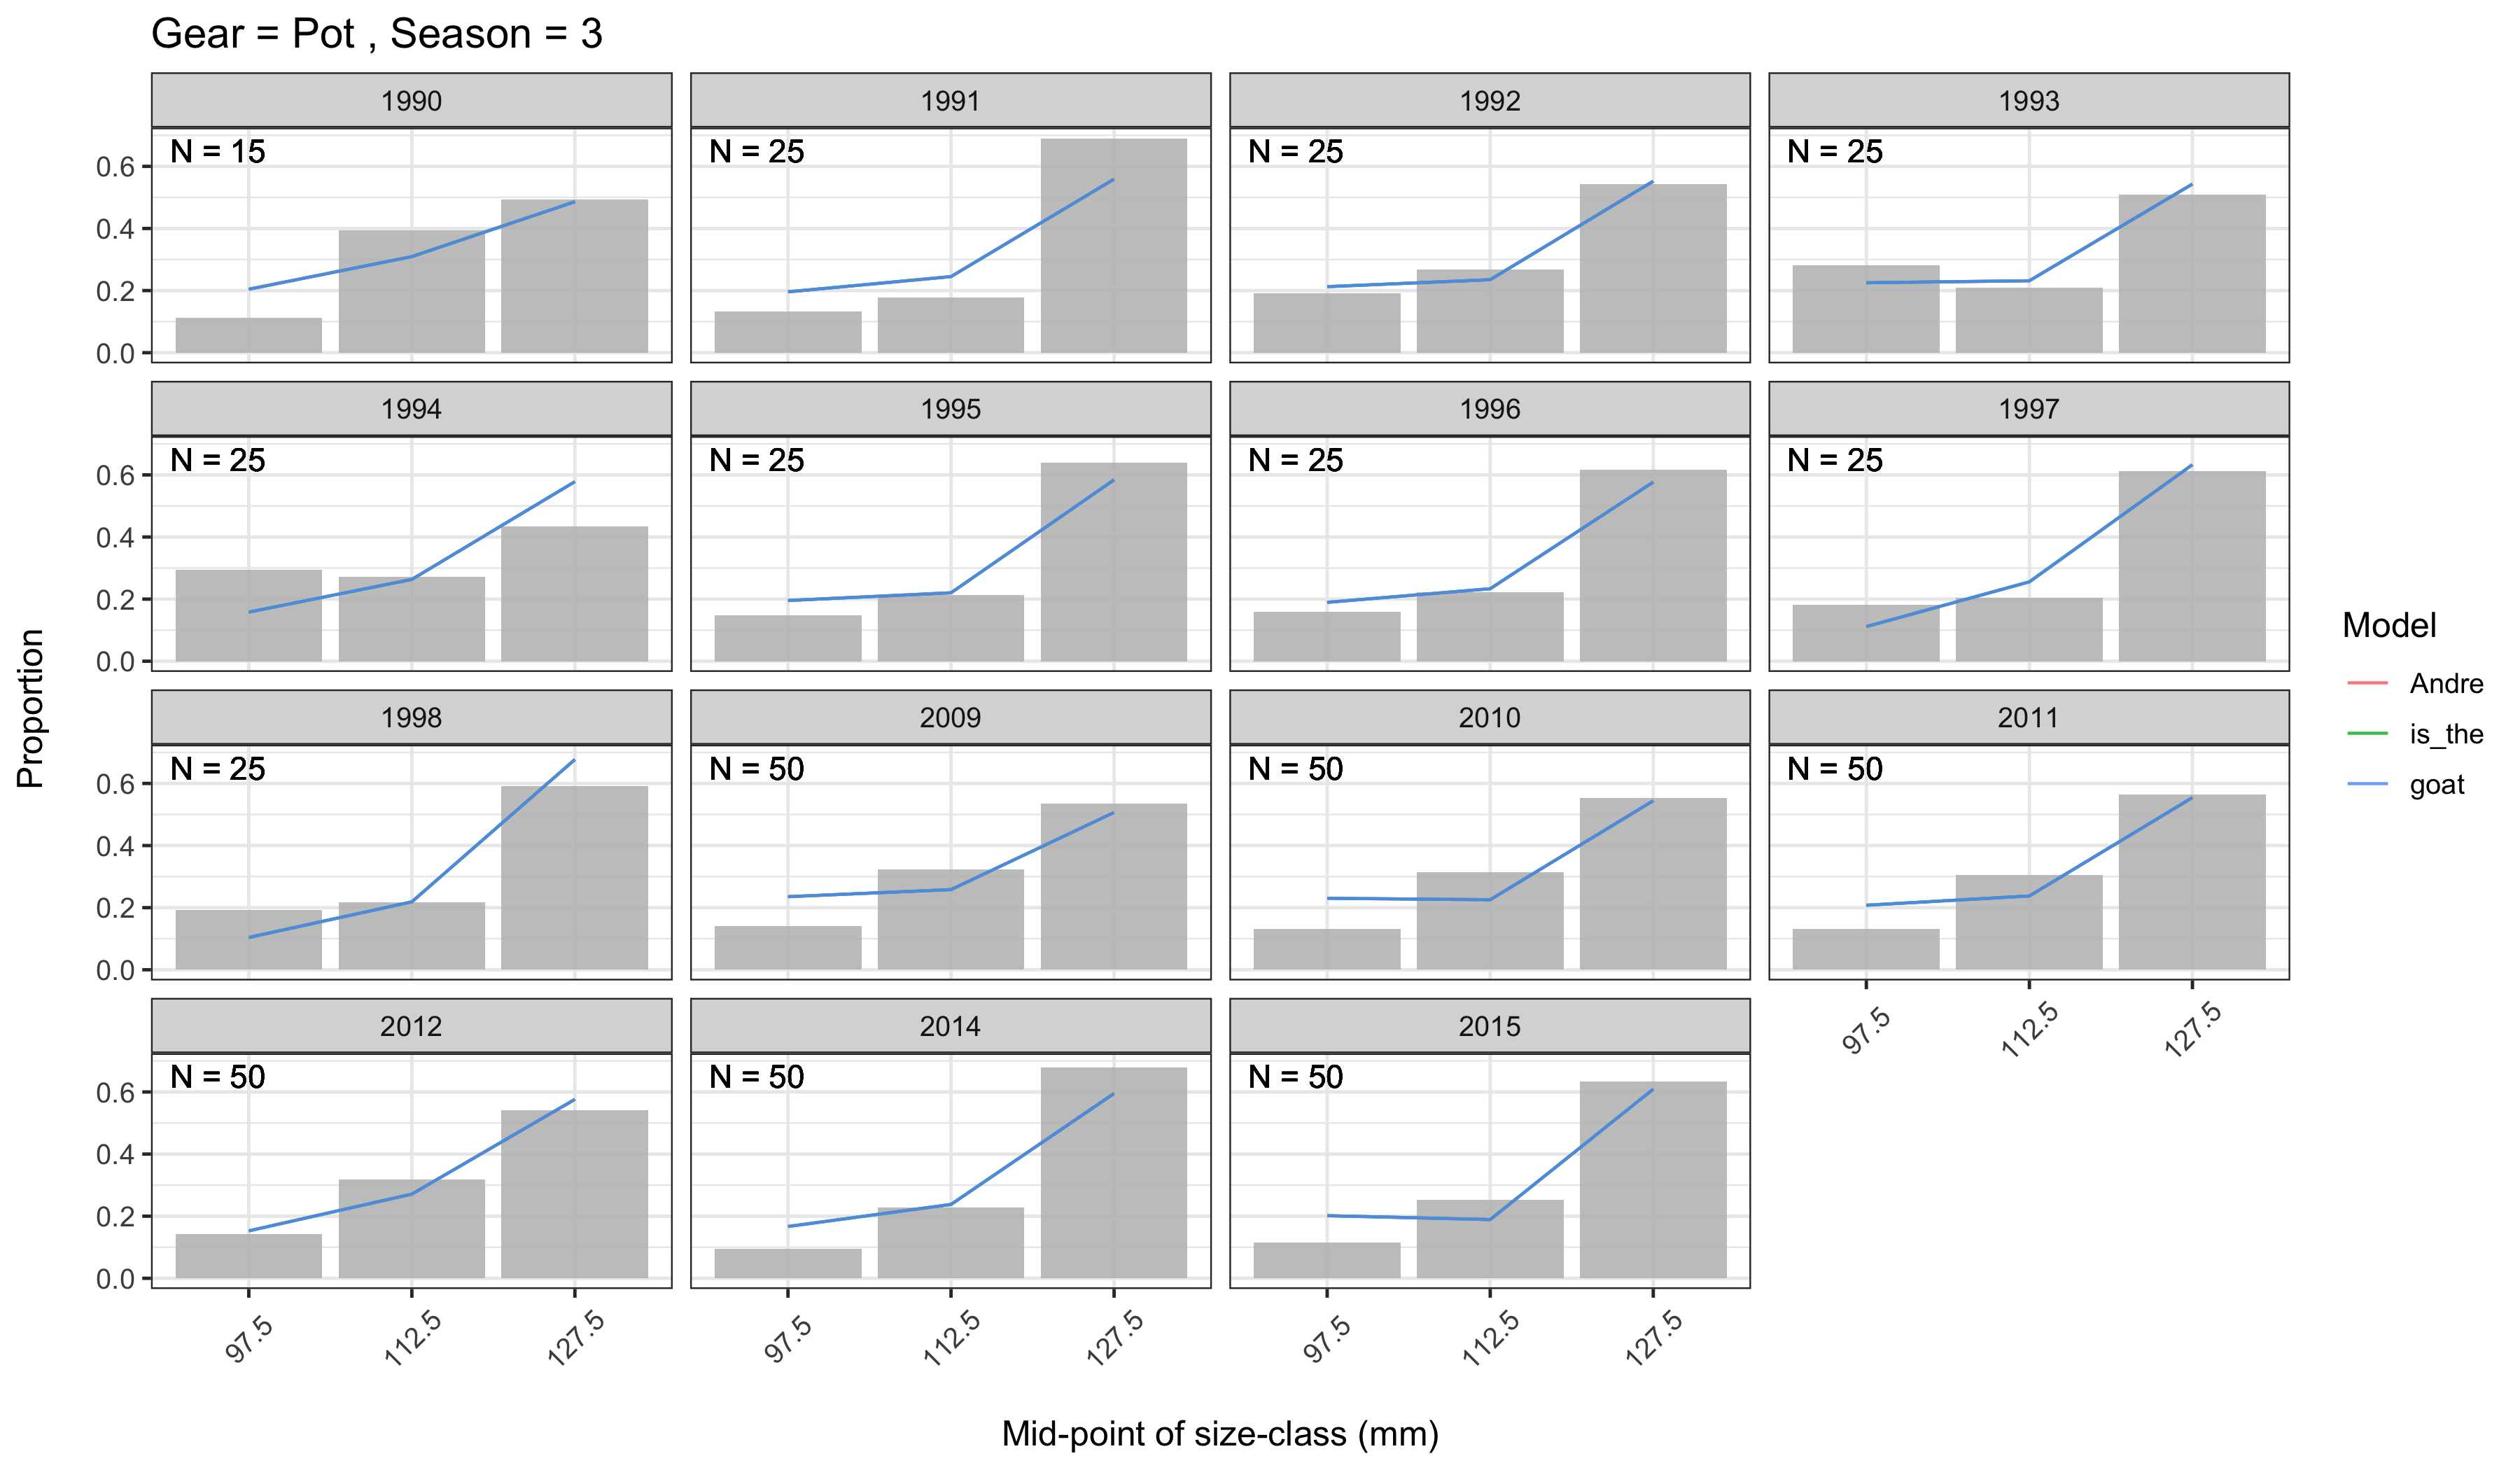 Gear = Pot , Season = 3
1990 1991 1992 1993
N = 15 N = 25 N = 25 N = 25
0.6
0.4
0.2
0.0
1994 1995 1996 1997
N = 25 N = 25 N = 25 N = 25
0.6
0.4
0.2
0.0
1998 2009 2010 2011
N = 25 N = 50 N = 50 N = 50
0.6
0.4
0.2
0.0
97.5 112.5 127.5
2012 2014 2015
N = 50 N = 50 N = 50
0.6
0.4
0.2
0.0
97.5 112.5 127.5 97.5 112.5 127.5 97.5 112.5 127.5
Mid-point of size-class (mm)
Proportion
Model
Andre
is_the
goat